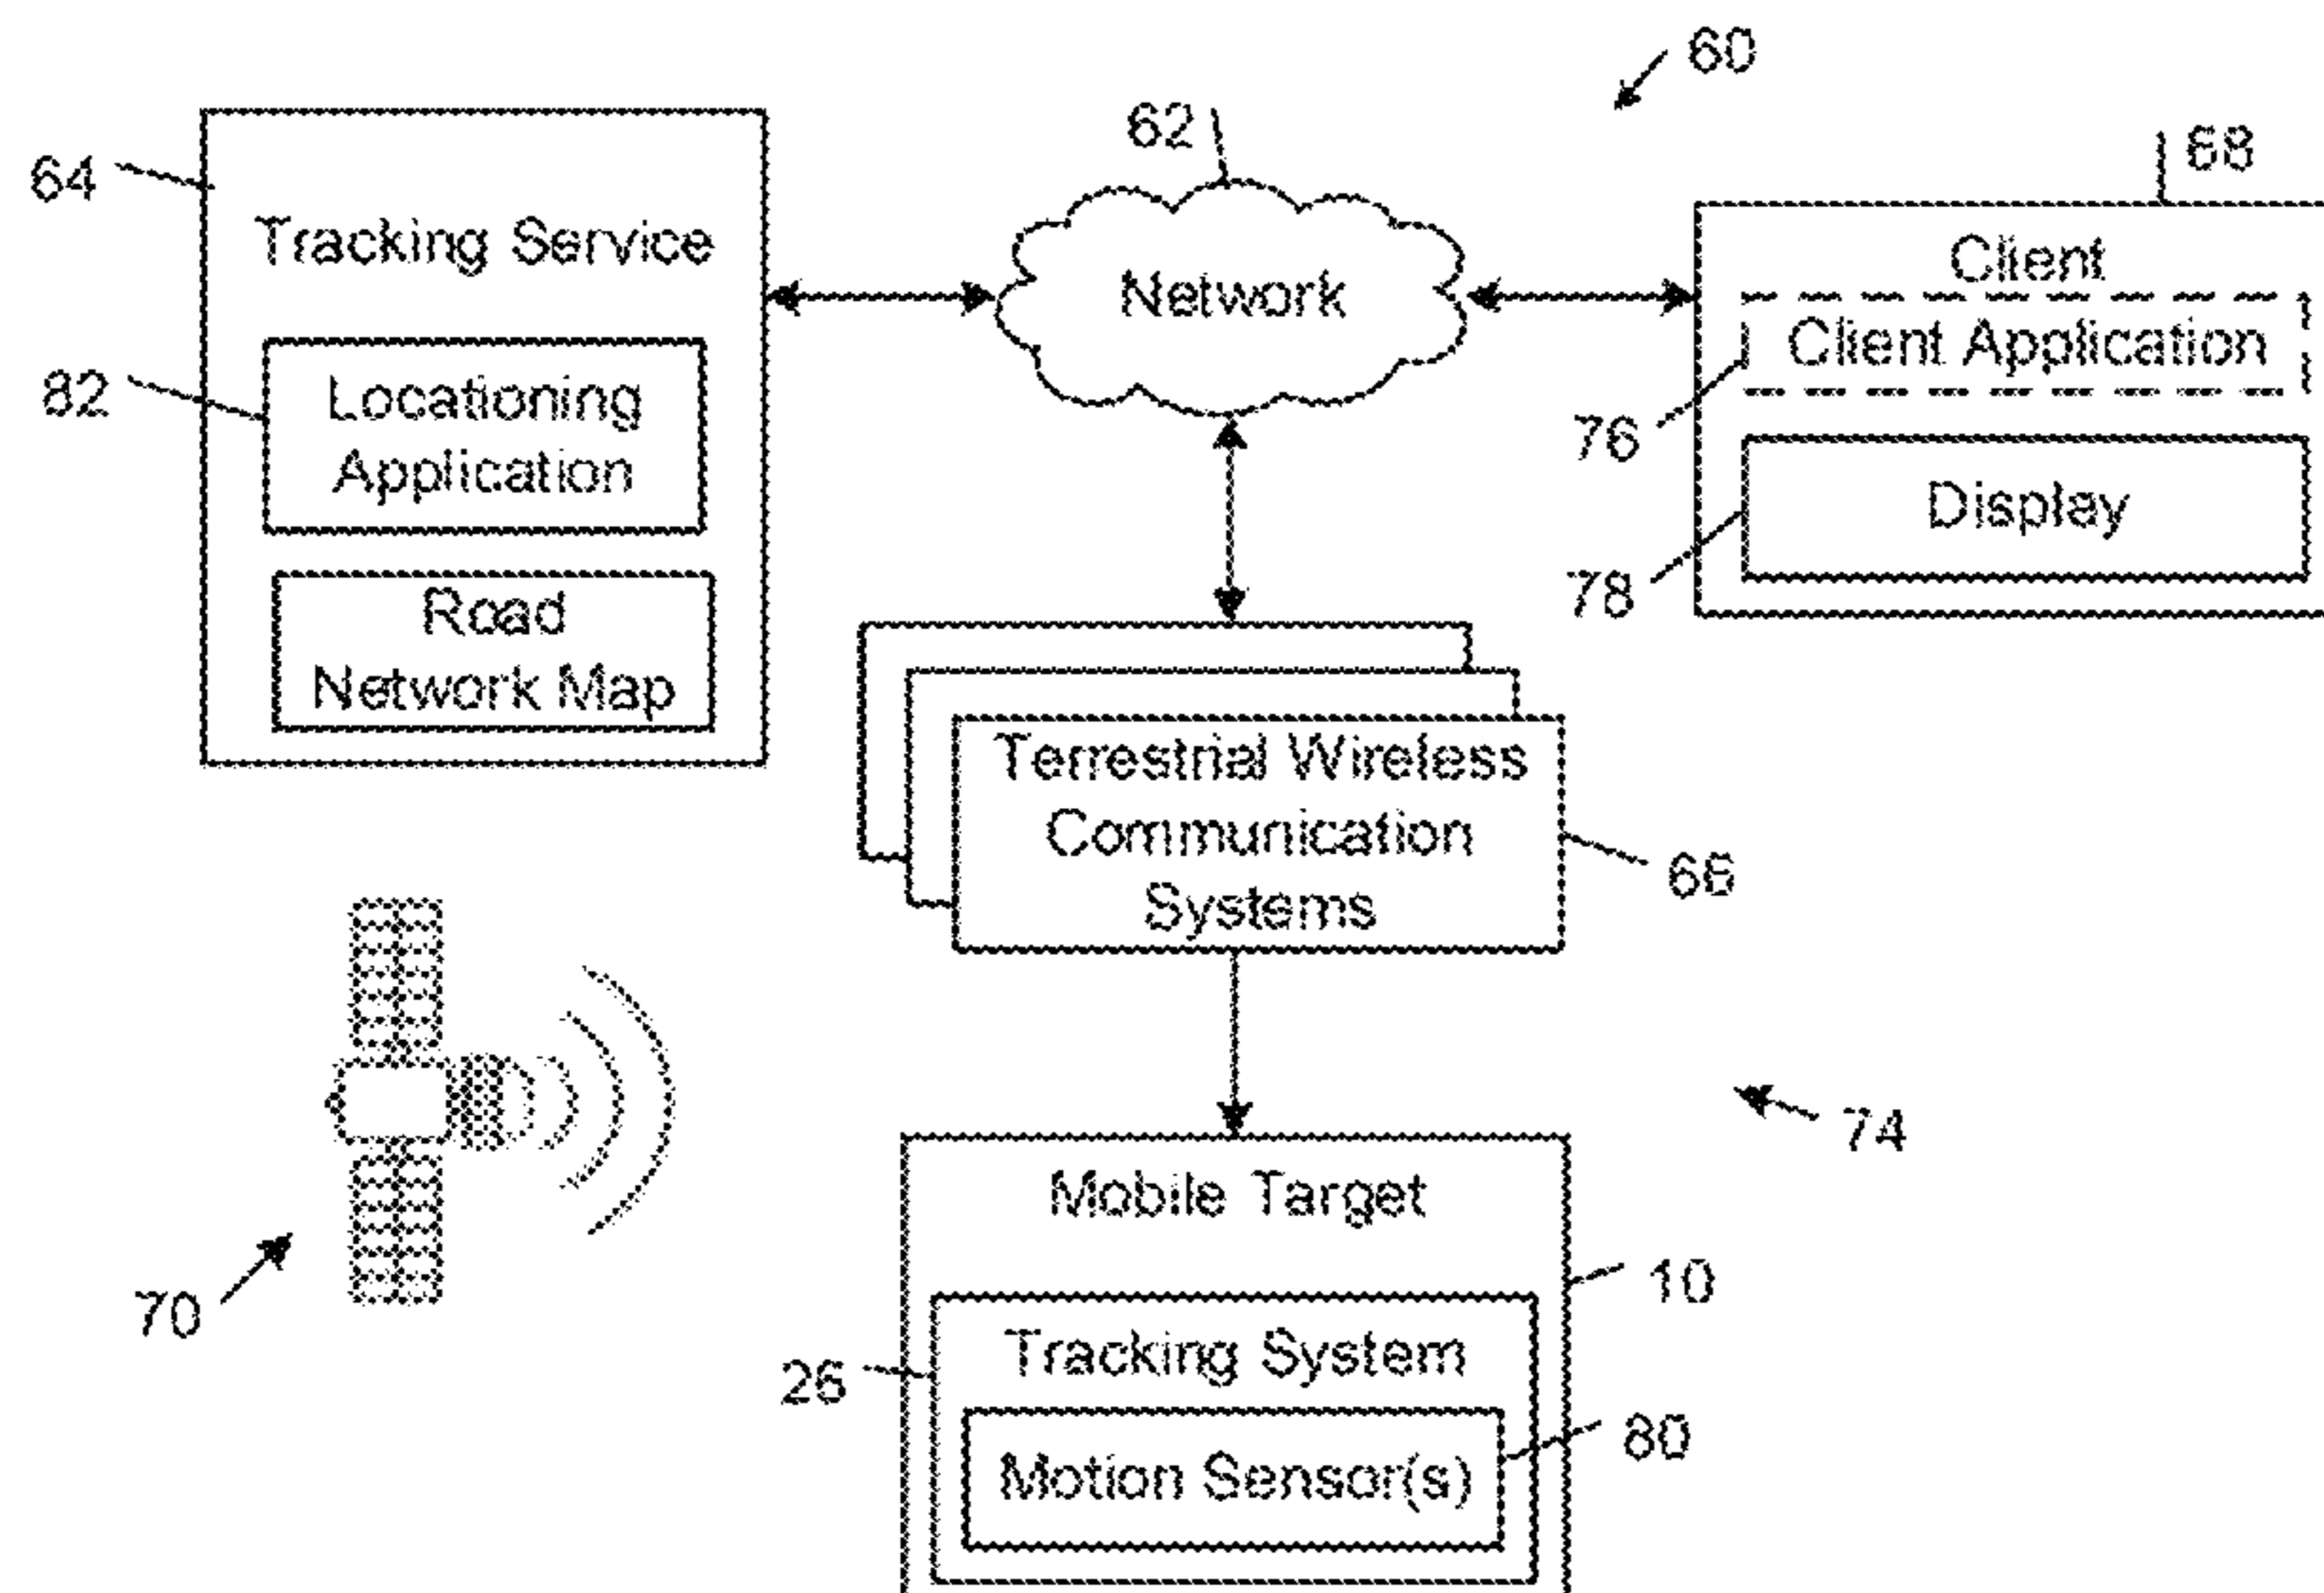 60
62
68
64
Tracking Service
Network
Client
Client Application
82
Locationing
Application
76
Display
78
Road
Network Map
Terrestrial Wireless
Communication
Systems
66
74
Mobile Target
70
10
Tracking System
26
80
Motion Sensor(s)